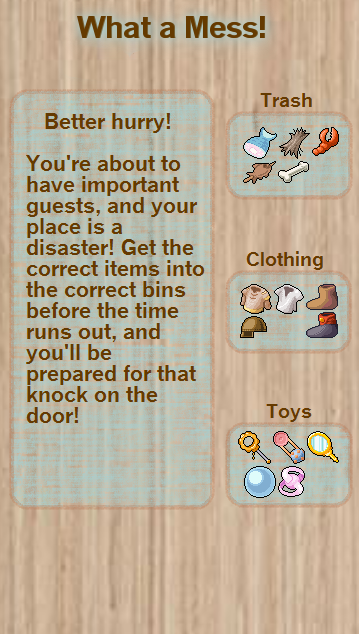 What a Mess!
Better hurry!
You're about to
have important
guests, and your
place is a
disaster! Get the
correct items into
the correct bins
before the time
runs out, and
you'll be
prepared for that
knock on the
door!
Trash
Clothing
Toys